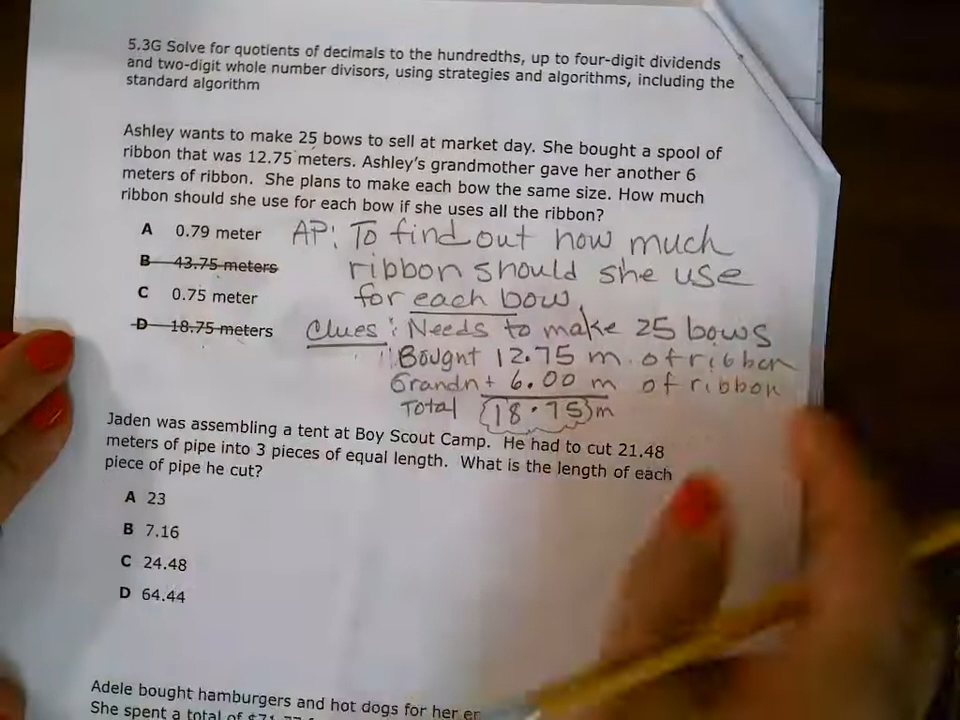 5.3G Solve for quotients of decimals to the hundredths, up to four-digit dividends
and two-digit whole number divisors, using strategies and algorithms, including the
standard algorithm
Ashley wants to make 25 bows to sell at market day. She bought a spool of
ribbon that was 12.75 meters. Ashley's grandmother gave her another 6
meters of ribbon. She plans to make each bow the same size. How much
ribbon should she use for each bow if she uses all the ribbon?
A 0.79 meter
B 43.75 meters
C 0.75 meter
D 18.75 meters
AP: To find out how much
ribbon should she use
for each bow.
Clues: Needs to make 25 bows
Bought 12.75 m. of ribbon
Grandn + 6.00 m of ribbon
Total 18.75 m
Jaden was assembling a tent at Boy Scout Camp. He had to cut 21.48
meters of pipe into 3 pieces of equal length. What is the length of each
piece of pipe he cut?
A 23
B 7.16
C 24.48
D 64.44
Adele bought hamburgers and hot dogs for her
She spent a total of